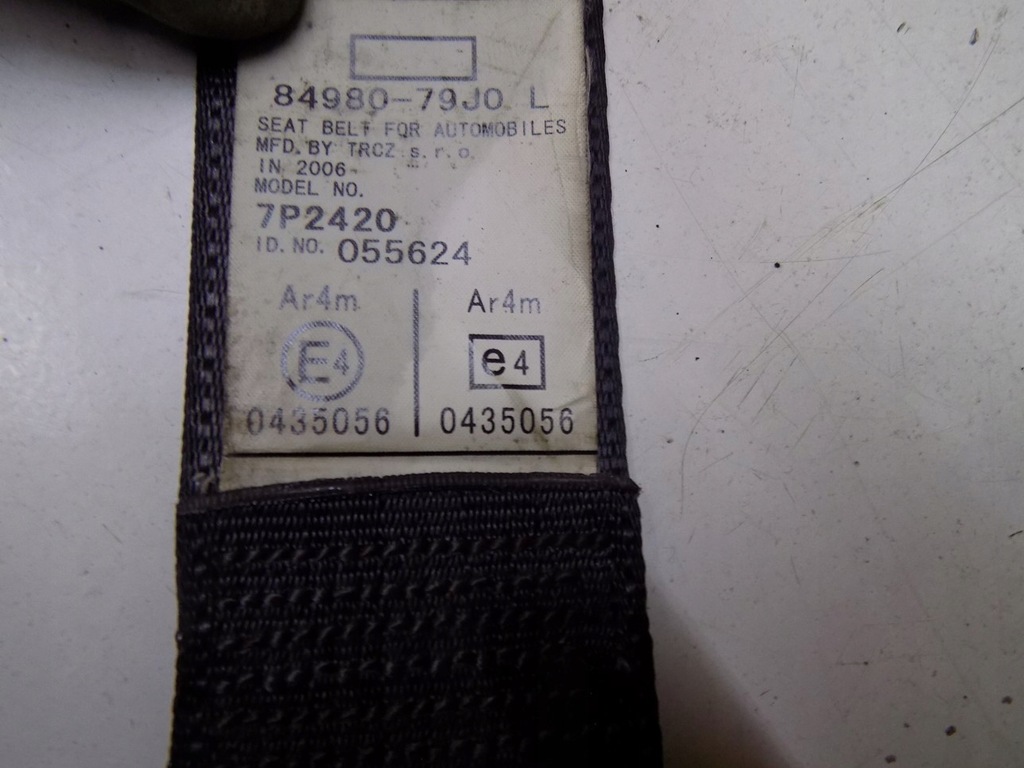 84980-79J0 L
SEAT BELT FOR AUTOMOBILES
MFD. BY TRCZ s. r. o.
IN 2006
MODEL NO.
7P2420
ID. NO. 055624
Ar4m Ar4m
E4 e4
0435056 0435056